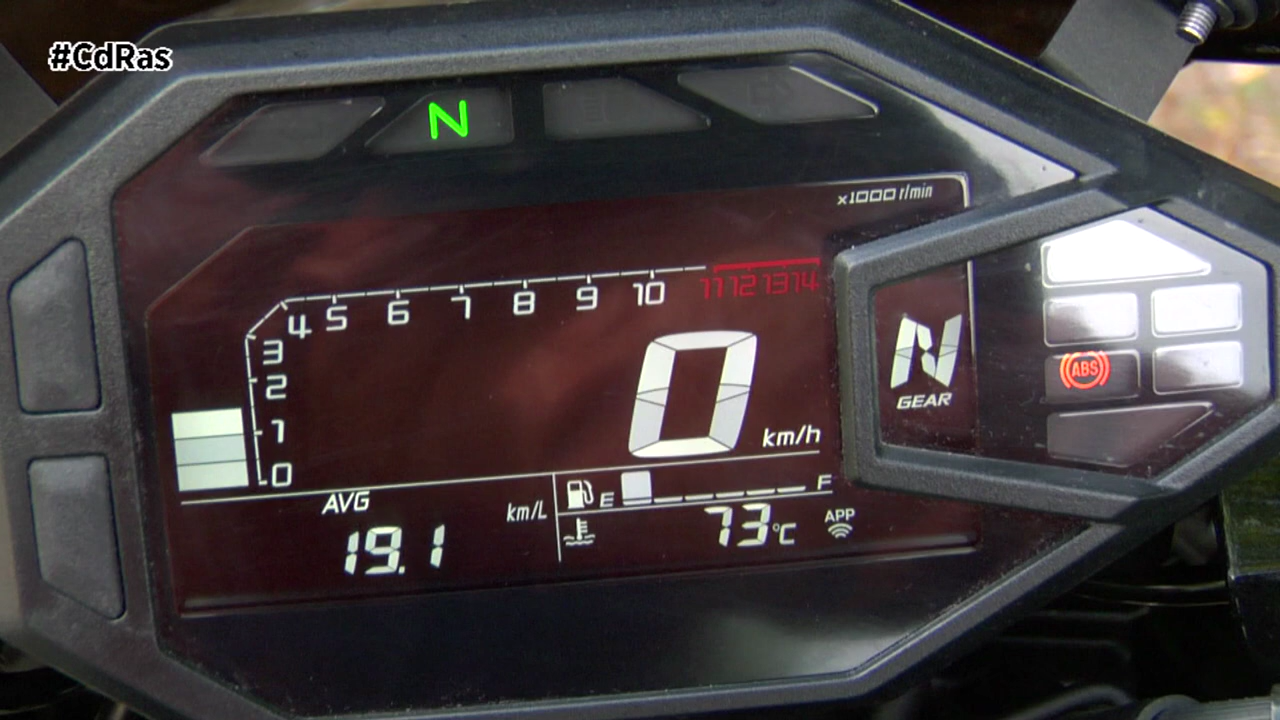 #CdRas
N
x1000 r/min
4 5 6 7 8 9 10 11 12 13 14
3
2
1
0
0
km/h
N
GEAR
ABS
AVG
km/L
19.1
E F
73°C
APP